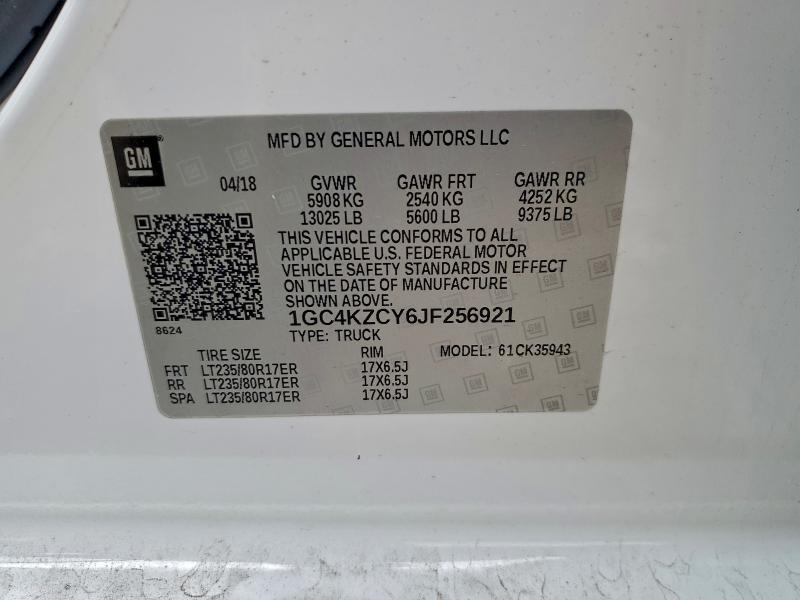 GM
MFD BY GENERAL MOTORS LLC
04/18 GVWR GAWR FRT GAWR RR
5908 KG 2540 KG 4252 KG
13025 LB 5600 LB 9375 LB
THIS VEHICLE CONFORMS TO ALL
APPLICABLE U.S. FEDERAL MOTOR
VEHICLE SAFETY STANDARDS IN EFFECT
ON THE DATE OF MANUFACTURE
SHOWN ABOVE.
1GC4KZCY6JF256921
8624
TYPE: TRUCK
TIRE SIZE RIM MODEL: 61CK35943
FRT LT235/80R17ER 17X6.5J
RR LT235/80R17ER 17X6.5J
SPA LT235/80R17ER 17X6.5J